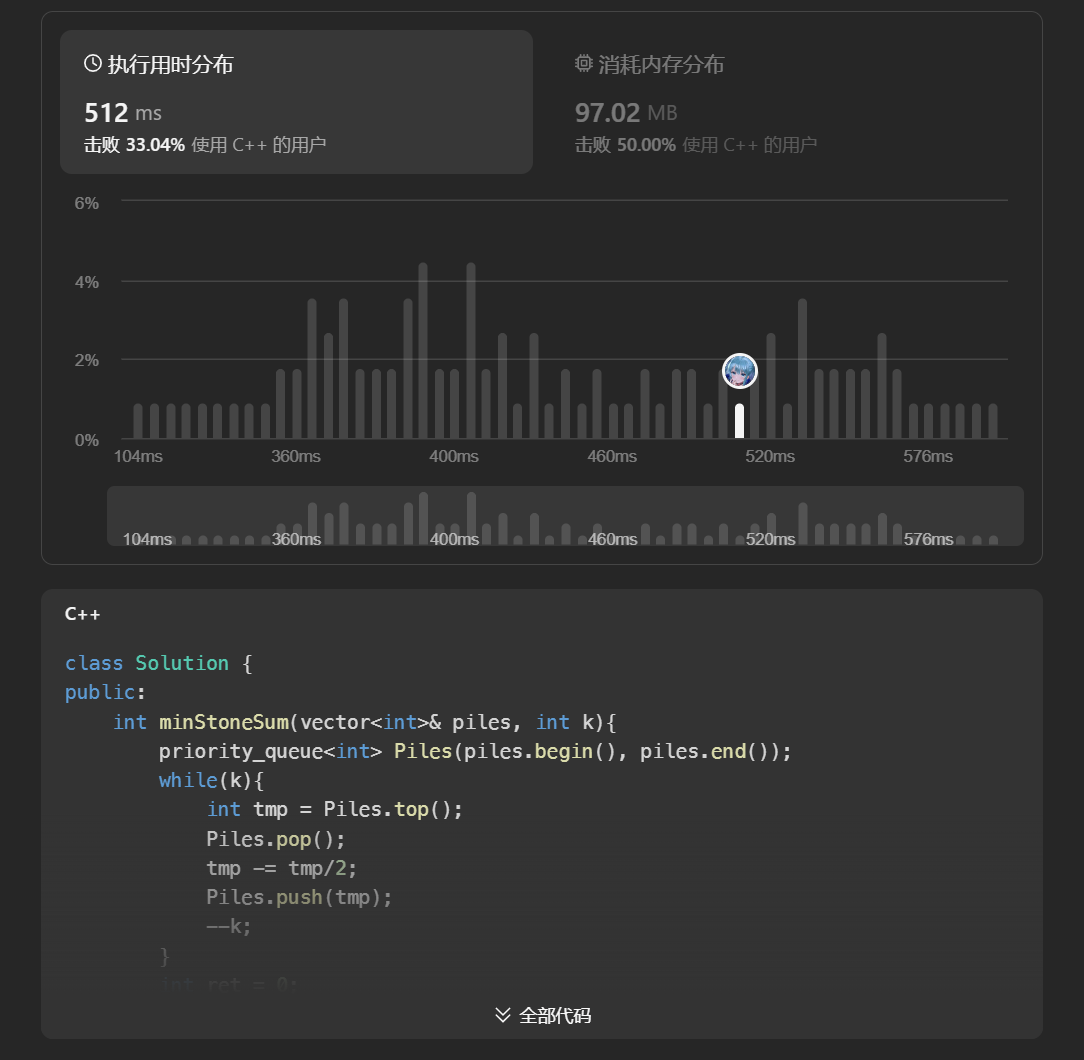 执行用时分布
512 ms
击败 33.04% 使用 C++ 的用户
消耗内存分布
97.02 MB
击败 50.00% 使用 C++ 的用户
6%
4%
2%
0%
104ms 360ms 400ms 460ms 520ms 576ms
104ms 360ms 400ms 460ms 520ms 576ms
C++
class Solution {
public:
    int minStoneSum(vector<int>& piles, int k){
        priority_queue<int> Piles(piles.begin(), piles.end());
        while(k){
            int tmp = Piles.top();
            Piles.pop();
            tmp -= tmp/2;
            Piles.push(tmp);
            --k;
        }
        int ret = 0;
全部代码